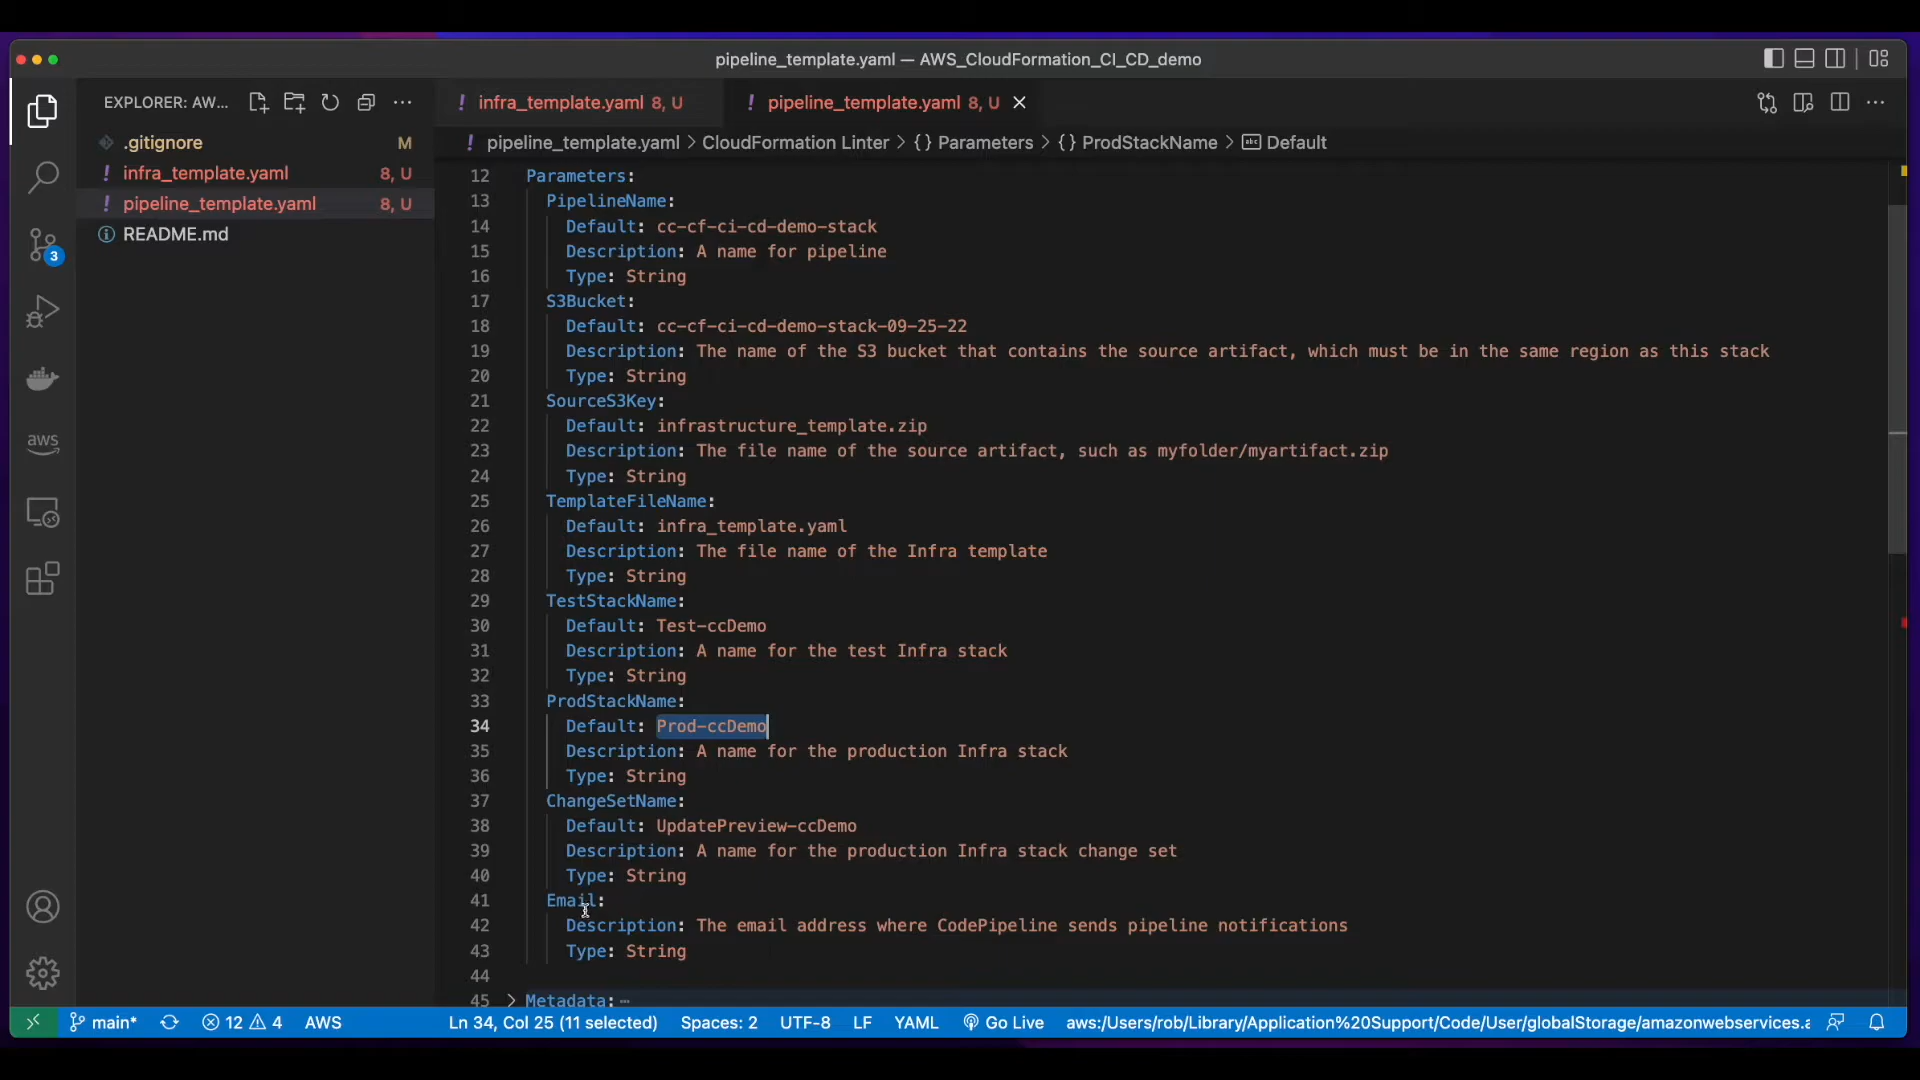 pipeline_template.yaml — AWS_CloudFormation_CI_CD_demo
EXPLORER: AW...
! infra_template.yaml 8, U
! pipeline_template.yaml 8, U
.gitignore M
! infra_template.yaml 8, U
! pipeline_template.yaml 8, U
README.md
3
aws
! pipeline_template.yaml > CloudFormation Linter > {} Parameters > {} ProdStackName > abc Default
12 Parameters:
13 PipelineName:
14 Default: cc-cf-ci-cd-demo-stack
15 Description: A name for pipeline
16 Type: String
17 S3Bucket:
18 Default: cc-cf-ci-cd-demo-stack-09-25-22
19 Description: The name of the S3 bucket that contains the source artifact, which must be in the same region as this stack
20 Type: String
21 SourceS3Key:
22 Default: infrastructure_template.zip
23 Description: The file name of the source artifact, such as myfolder/myartifact.zip
24 Type: String
25 TemplateFileName:
26 Default: infra_template.yaml
27 Description: The file name of the Infra template
28 Type: String
29 TestStackName:
30 Default: Test-ccDemo
31 Description: A name for the test Infra stack
32 Type: String
33 ProdStackName:
34 Default: Prod-ccDemo
35 Description: A name for the production Infra stack
36 Type: String
37 ChangeSetName:
38 Default: UpdatePreview-ccDemo
39 Description: A name for the production Infra stack change set
40 Type: String
41 Email:
42 Description: The email address where CodePipeline sends pipeline notifications
43 Type: String
44
45 > Metadata: ...
main* 12 4 AWS Ln 34, Col 25 (11 selected) Spaces: 2 UTF-8 LF YAML Go Live aws:/Users/rob/Library/Application%20Support/Code/User/globalStorage/amazonwebservices.a